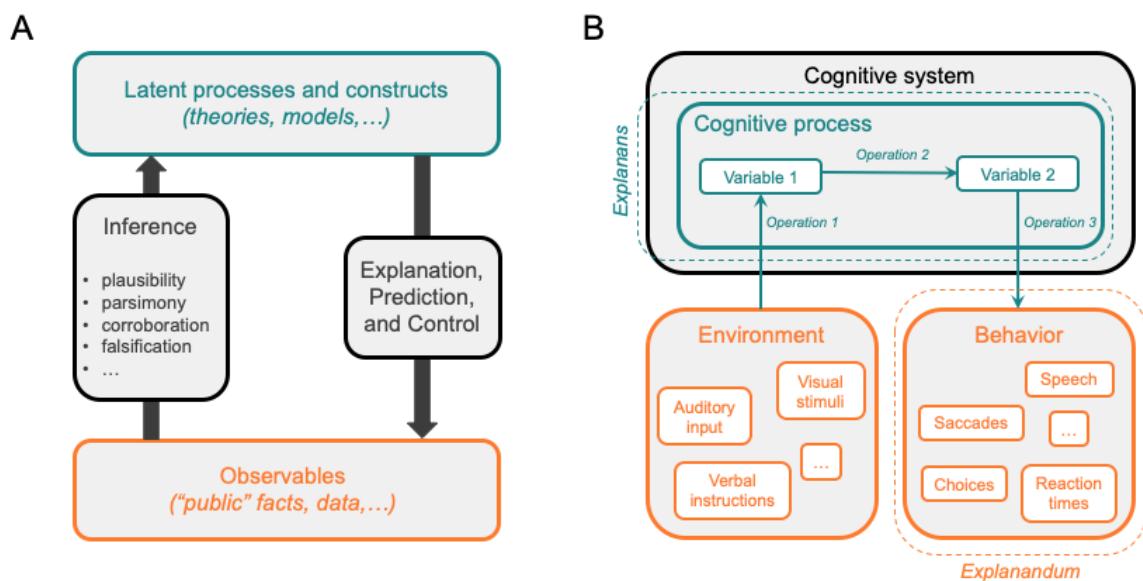 A
Latent processes and constructs
(theories, models,…)
Inference
• plausibility
• parsimony
• corroboration
• falsification
• …
Explanation,
Prediction,
and Control
Observables
(“public” facts, data,…)
B
Cognitive system
Explanans
Cognitive process
Variable 1
Operation 2
Variable 2
Operation 1
Operation 3
Environment
Auditory
input
Visual
stimuli
Verbal
instructions
…
Behavior
Speech
Saccades
…
Choices
Reaction
times
Explanandum